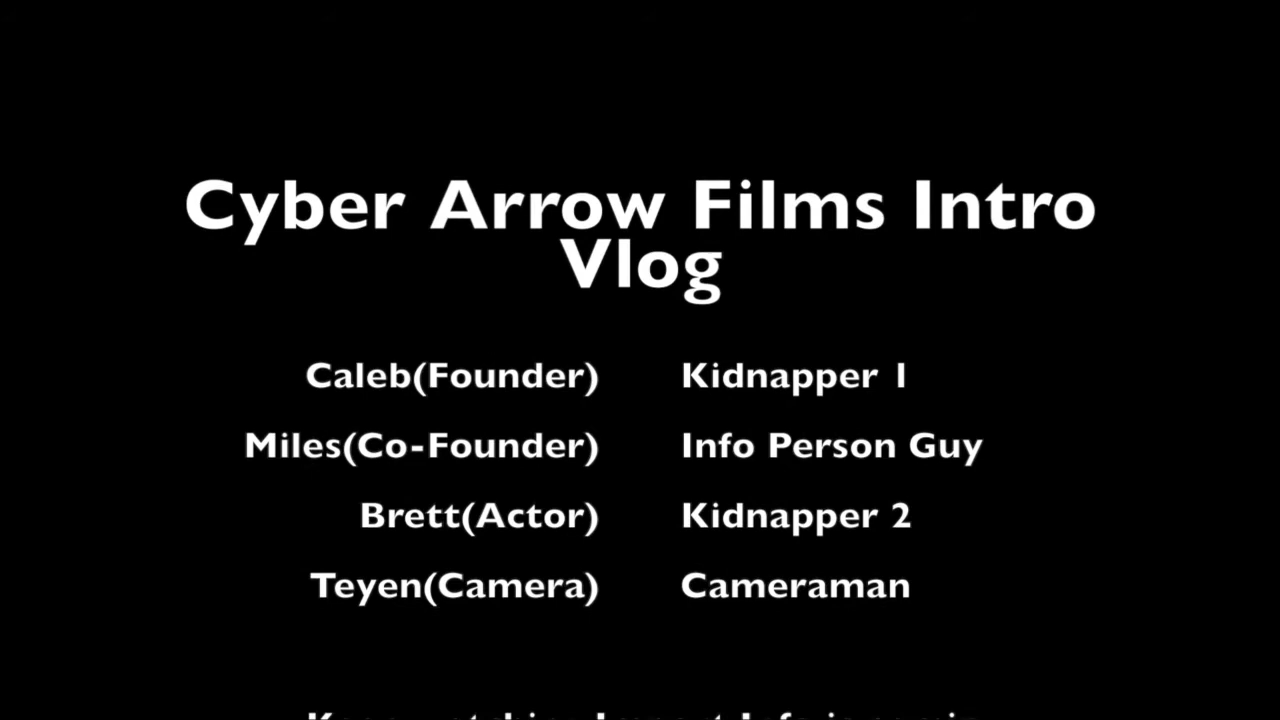 Cyber Arrow Films Intro
Vlog
Caleb(Founder) Kidnapper 1
Miles(Co-Founder) Info Person Guy
Brett(Actor) Kidnapper 2
Teyen(Camera) Cameraman